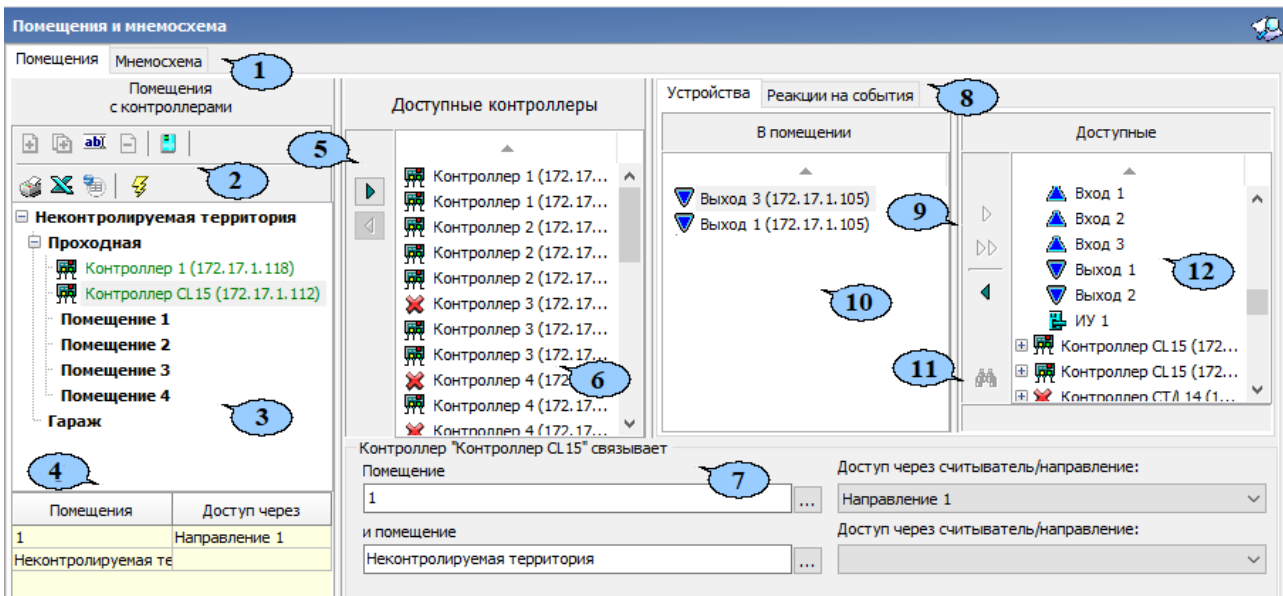 Помещения и мнемосхема
Помещения Мнемосхема
1
Помещения
с контроллерами
abI
2
Неконтролируемая территория
Проходная
Контроллер 1 (172.17.1.118)
Контроллер CL15 (172.17.1.112)
Помещение 1
Помещение 2
Помещение 3
Помещение 4
Гараж
3
4
Помещения Доступ через
1 Направление 1
Неконтролируемая те
Доступные контроллеры
5
Контроллер 1 (172.17...
Контроллер 1 (172.17...
Контроллер 2 (172.17...
Контроллер 2 (172.17...
Контроллер 2 (172.17...
Контроллер 3 (172.17...
Контроллер 3 (172.17...
Контроллер 3 (172.17...
Контроллер 4 (172
Контроллер 4 (172.17...
Контроллер 4 (172.17...
6
Устройства Реакции на события
8
В помещении
Выход 3 (172.17.1.105)
Выход 1 (172.17.1.105)
9
10
11
Доступные
Вход 1
Вход 2
Вход 3
Выход 1
Выход 2
ИУ 1
Контроллер CL15 (172...
Контроллер CL15 (172...
Контроллер CT/L14 (1...
12
Контроллер "Контроллер CL15" связывает
7
Помещение
1
...
Доступ через считыватель/направление:
Направление 1
и помещение
Неконтролируемая территория
...
Доступ через считыватель/направление: